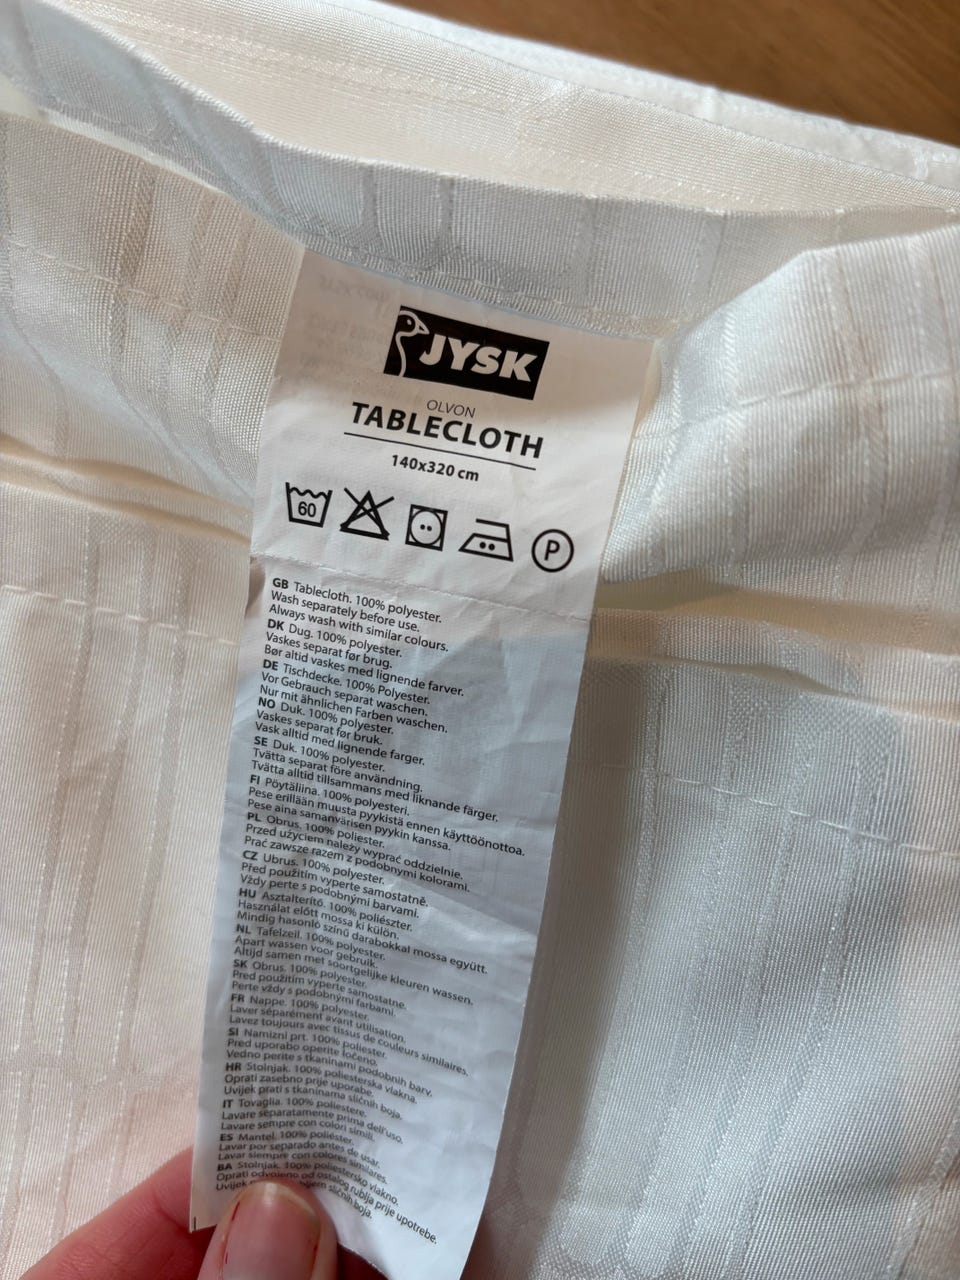 JYSK
OLVON
TABLECLOTH
140x320 cm
60
P
GB Tablecloth. 100% polyester.
Wash separately before use.
Always wash with similar colours.
DK Dug. 100% polyester.
Vaskes separat før brug.
Bør altid vaskes med lignende farver.
DE Tischdecke. 100% Polyester.
Vor Gebrauch separat waschen.
Nur mit ähnlichen Farben waschen.
NO Duk. 100% polyester.
Vaskes separat før bruk.
Vask alltid med lignende farger.
SE Duk. 100% polyester.
Tvätta separat före användning.
Tvätta alltid tillsammans med liknande färger.
FI Pöytäliina. 100% polyesteri.
Pese erillään muusta pyykistä ennen käyttöönottoa.
Pese aina samanvärisen pyykin kanssa.
PL Obrus. 100% poliester.
Przed użyciem należy wyprać oddzielnie.
Prać zawsze razem z podobnymi kolorami.
CZ Ubrus. 100% polyester.
Před použitím vyperte samostatně.
Vždy perte s podobnými barvami.
HU Asztalterítő. 100% poliészter.
Használat előtt mossa ki külön.
Mindig hasonló színű darabokkal mossa együtt.
NL Tafelzeil. 100% polyester.
Apart wassen voor gebruik.
Altijd samen met soortgelijke kleuren wassen.
SK Obrus. 100% polyester.
Pred použitím vyperte samostatne.
Perte vždy s podobnými farbami.
FR Nappe. 100% polyester.
Laver séparément avant utilisation.
Lavez toujours avec tissus de couleurs similaires.
SI Namizni prt. 100% poliester.
Pred uporabo operite ločeno.
Vedno perite s tkaninami podobnih barv.
HR Stolnjak. 100% poliesterska vlakna.
Oprati zasebno prije uporabe.
Uvijek prati s tkaninama sličnih boja.
IT Tovaglia. 100% poliestere.
Lavare separatamente prima dell'uso.
Lavare sempre con colori simili.
ES Mantel. 100% poliéster.
Lavar por separado antes de usar.
Lavar siempre con colores similares.
BA Stolnjak. 100% poliestersko vlakno.
Oprati odvojeno od ostalog rublja prije upotrebe.
Uvijek sličnih boja.